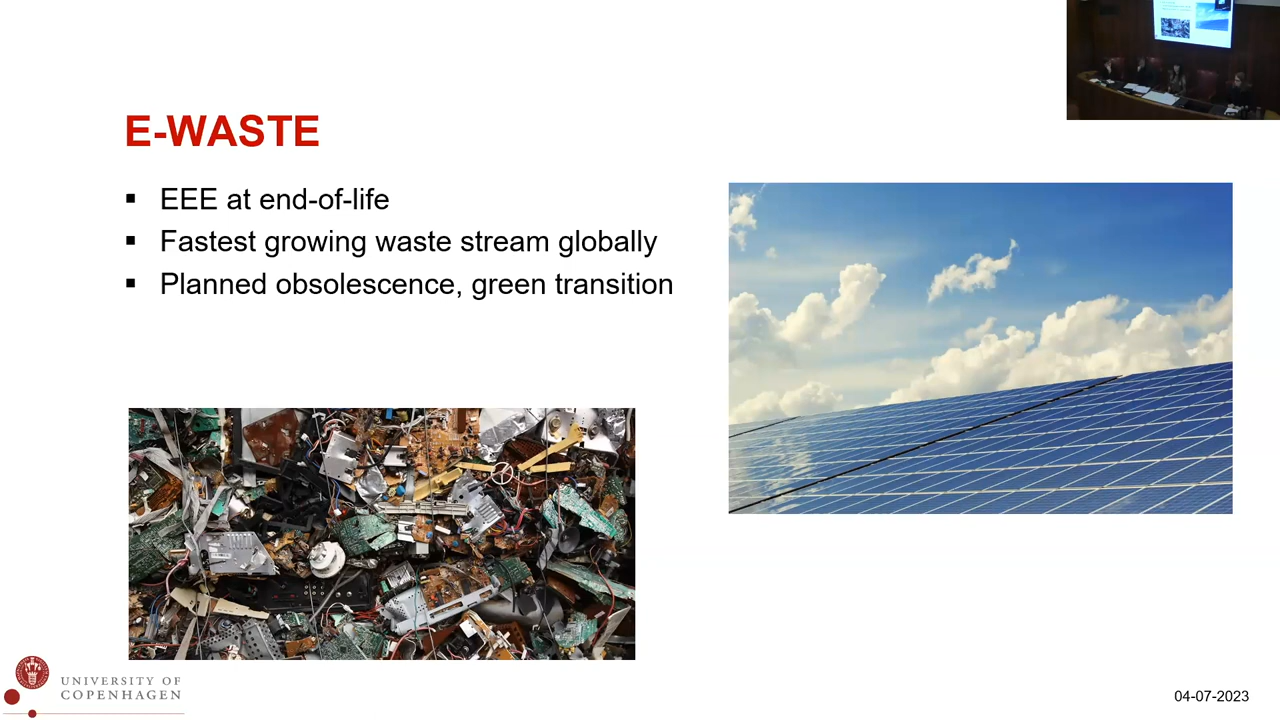 E-WASTE
▪ EEE at end-of-life
▪ Fastest growing waste stream globally
▪ Planned obsolescence, green transition
UNIVERSITY OF
COPENHAGEN
04-07-2023